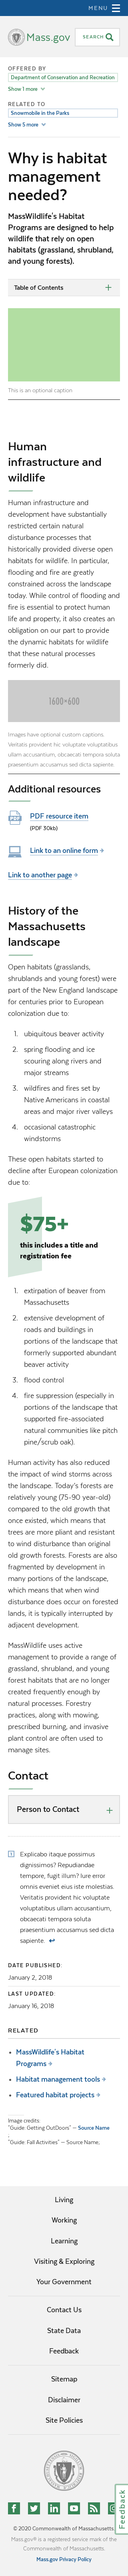 MENU
Mass.gov
SEARCH
OFFERED BY
Department of Conservation and Recreation
Show 1 more
RELATED TO
Snowmobile in the Parks
Show 5 more
Why is habitat
management
needed?
MassWildlife's Habitat
Programs are designed to help
wildlife that rely on open
habitats (grassland, shrubland,
and young forests).
Table of Contents
This is an optional caption
Human
infrastructure and
wildlife
Human infrastructure and
development have substantially
restricted certain natural
disturbance processes that
historically provided diverse open
habitats for wildlife. In particular,
flooding and fire are greatly
constrained across the landscape
today. While control of flooding and
fire is essential to protect human
life and property, it also creates an
obligation on our part to provide
dynamic habitats for wildlife that
these natural processes
formerly did.
1600×600
Images have optional custom captions.
Veritatis provident hic voluptate voluptatibus
ullam accusantium, obcaecati tempora soluta
praesentium accusamus sed dicta sapiente.
Additional resources
PDF resource item
(PDF 30kb)
Link to an online form
Link to another page
History of the
Massachusetts
landscape
Open habitats (grasslands,
shrublands and young forest) were
part of the New England landscape
for centuries prior to European
colonization due to:
1. ubiquitous beaver activity
2. spring flooding and ice
scouring along rivers and
major streams
3. wildfires and fires set by
Native Americans in coastal
areas and major river valleys
4. occasional catastrophic
windstorms
These open habitats started to
decline after European colonization
due to:
$75+
this includes a title and
registration fee
1. extirpation of beaver from
Massachusetts
2. extensive development of
roads and buildings in
portions of the landscape that
formerly supported abundant
beaver activity
3. flood control
4. fire suppression (especially in
portions of the landscape that
supported fire-associated
natural communities like pitch
pine/scrub oak).
Human activity has also reduced
the impact of wind storms across
the landscape. Today's forests are
relatively young (75-90 year-old)
compared to the old growth that
once existed, which means that
trees are more resilient and resistant
to wind disturbance than original
old growth forests. Forests are also
fragmented by development in
many portions of the landscape,
which means that when wind
disturbance does occur on forested
lands, it is typically interrupted by
adjacent development.
MassWildlife uses active
management to provide a range of
grassland, shrubland, and young
forest habitats that are no longer
created frequently enough by
natural processes. Forestry
practices, along with mowing,
prescribed burning, and invasive
plant control are often used to
manage sites.
Contact
Person to Contact
1 Explicabo itaque possimus
dignissimos? Repudiandae
tempore, fugit illum? Iure error
omnis eveniet eius iste molestias.
Veritatis provident hic voluptate
voluptatibus ullam accusantium,
obcaecati tempora soluta
praesentium accusamus sed dicta
sapiente. ↩
DATE PUBLISHED:
January 2, 2018
LAST UPDATED:
January 16, 2018
RELATED
MassWildlife's Habitat
Programs
Habitat management tools
Featured habitat projects
Image credits:
"Guide: Getting OutDoors" — Source Name
,
"Guide: Fall Activities" — Source Name,
Living
Working
Learning
Visiting & Exploring
Your Government
Contact Us
State Data
Feedback
Sitemap
Disclaimer
Site Policies
Feedback
© 2020 Commonwealth of Massachusetts.
Mass.gov® is a registered service mark of the
Commonwealth of Massachusetts.
Mass.gov Privacy Policy